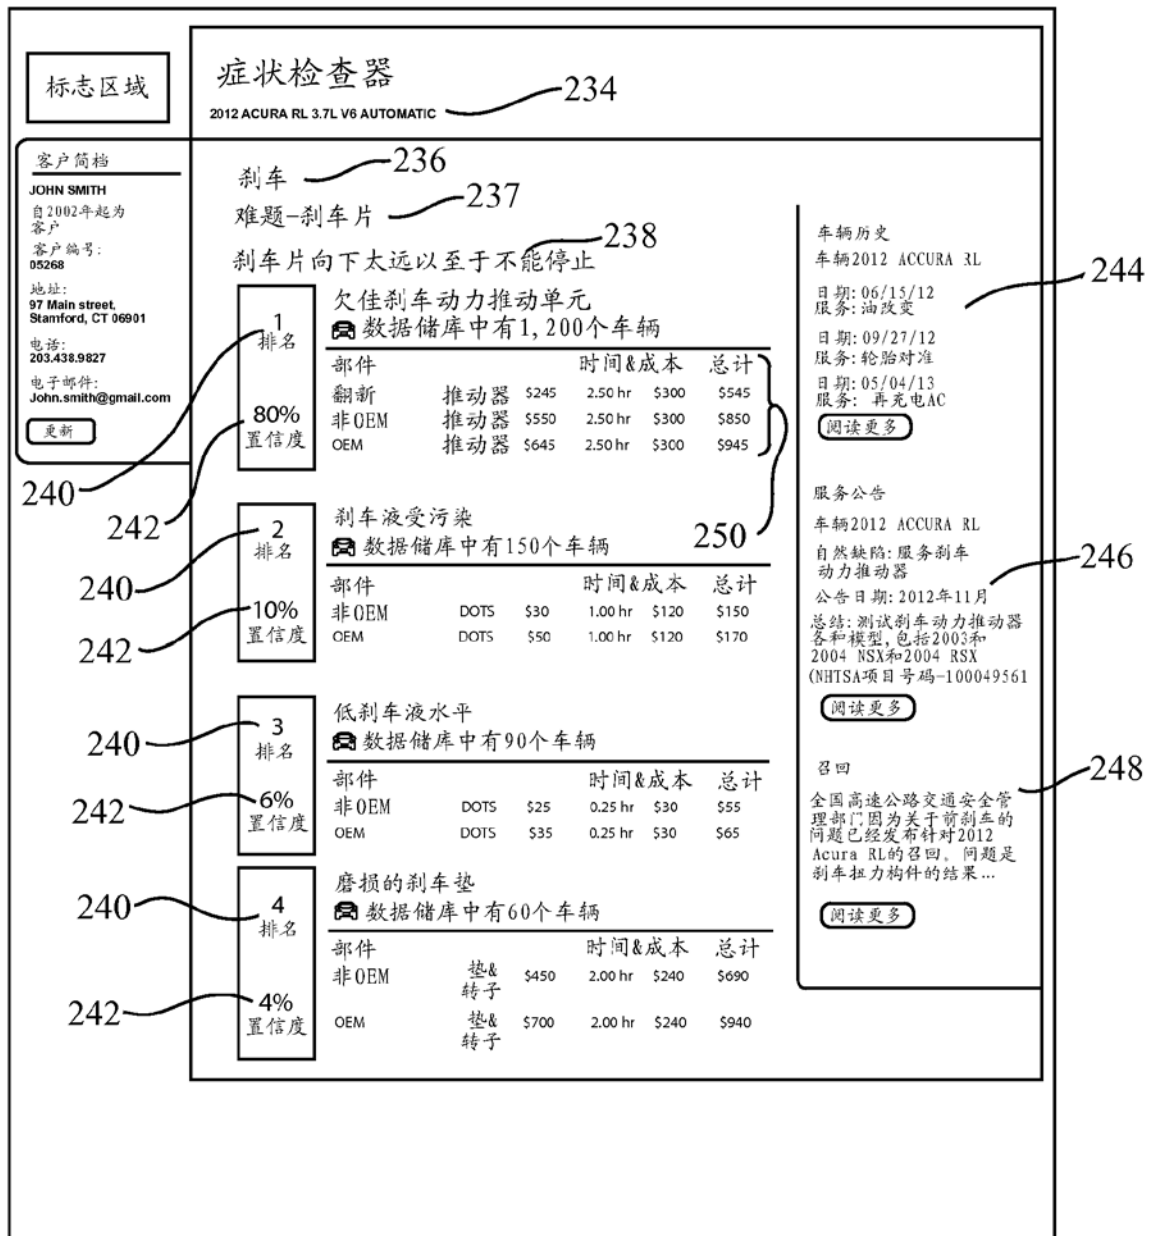 标志区域
症状检查器
234
2012 ACURA RL 3.7L V6 AUTOMATIC
客户简档
JOHN SMITH
自2002年起为
客户
客户编号:
05268
地址:
97 Main street,
Stamford, CT 06901
电话:
203.438.9827
电子邮件:
John.smith@gmail.com
更新
刹车
236
难题-刹车片
237
刹车片向下太远以至于不能停止
238
1
排名
80%
置信度
240
242
欠佳刹车动力推动单元
数据储库中有1,200个车辆
部件 时间&成本 总计
翻新 推动器 $245 2.50 hr $300 $545
非OEM 推动器 $550 2.50 hr $300 $850
OEM 推动器 $645 2.50 hr $300 $945
250
2
排名
10%
置信度
240
242
刹车液受污染
数据储库中有150个车辆
部件 时间&成本 总计
非OEM DOTS $30 1.00 hr $120 $150
OEM DOTS $50 1.00 hr $120 $170
3
排名
6%
置信度
240
242
低刹车液水平
数据储库中有90个车辆
部件 时间&成本 总计
非OEM DOTS $25 0.25 hr $30 $55
OEM DOTS $35 0.25 hr $30 $65
4
排名
4%
置信度
240
242
磨损的刹车垫
数据储库中有60个车辆
部件 时间&成本 总计
非OEM 垫& $450 2.00 hr $240 $690
转子
OEM 垫& $700 2.00 hr $240 $940
转子
车辆历史
车辆2012 ACCURA RL
244
日期:06/15/12
服务:油改变
日期:09/27/12
服务:轮胎对准
日期:05/04/13
服务: 再充电AC
阅读更多
服务公告
车辆2012 ACCURA RL
自然缺陷:服务刹车
动力推动器
246
公告日期:2012年11月
总结:测试刹车动力推动器
各和模型,包括2003和
2004 NSX和2004 RSX
(NHTSA项目号码-100049561
阅读更多
召回
248
全国高速公路交通安全管
理部门因为关于前刹车的
问题已经发布针对2012
Acura RL的召回。问题是
刹车扭力构件的结果...
阅读更多